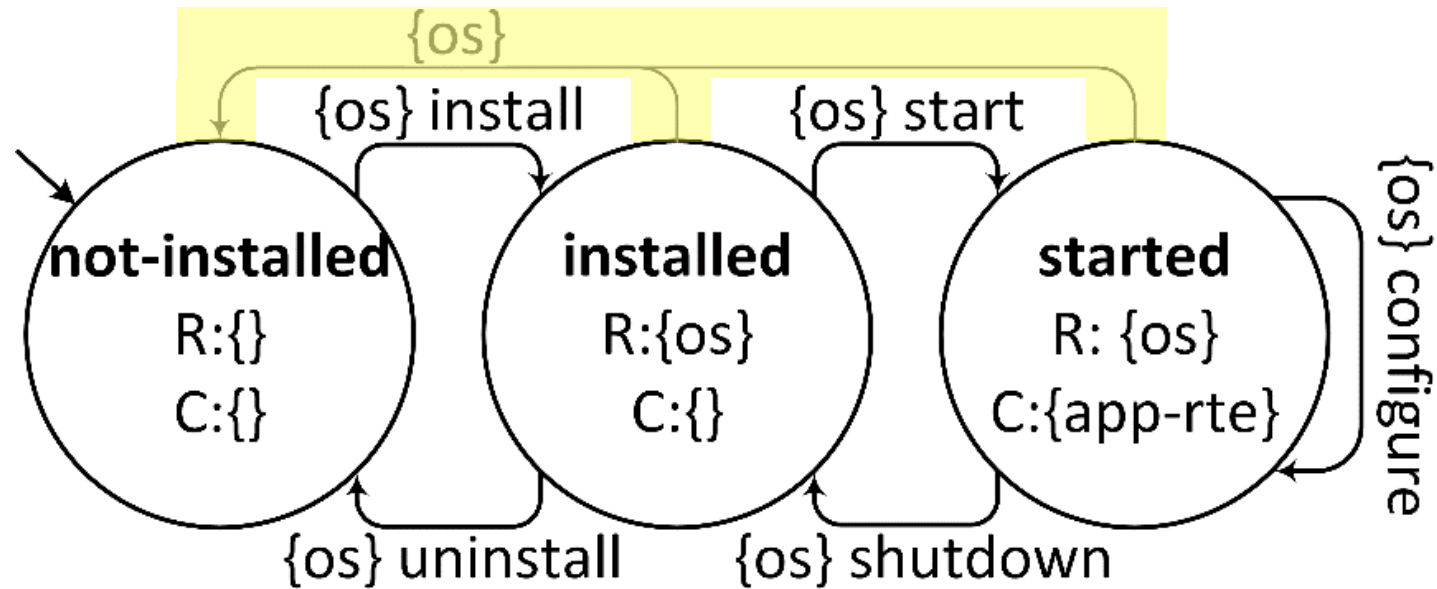 {os}
{os} install
{os} start
not-installed
R:{}
C:{}
installed
R:{os}
C:{}
started
R: {os}
C:{app-rte}
{os} configure
{os} uninstall
{os} shutdown